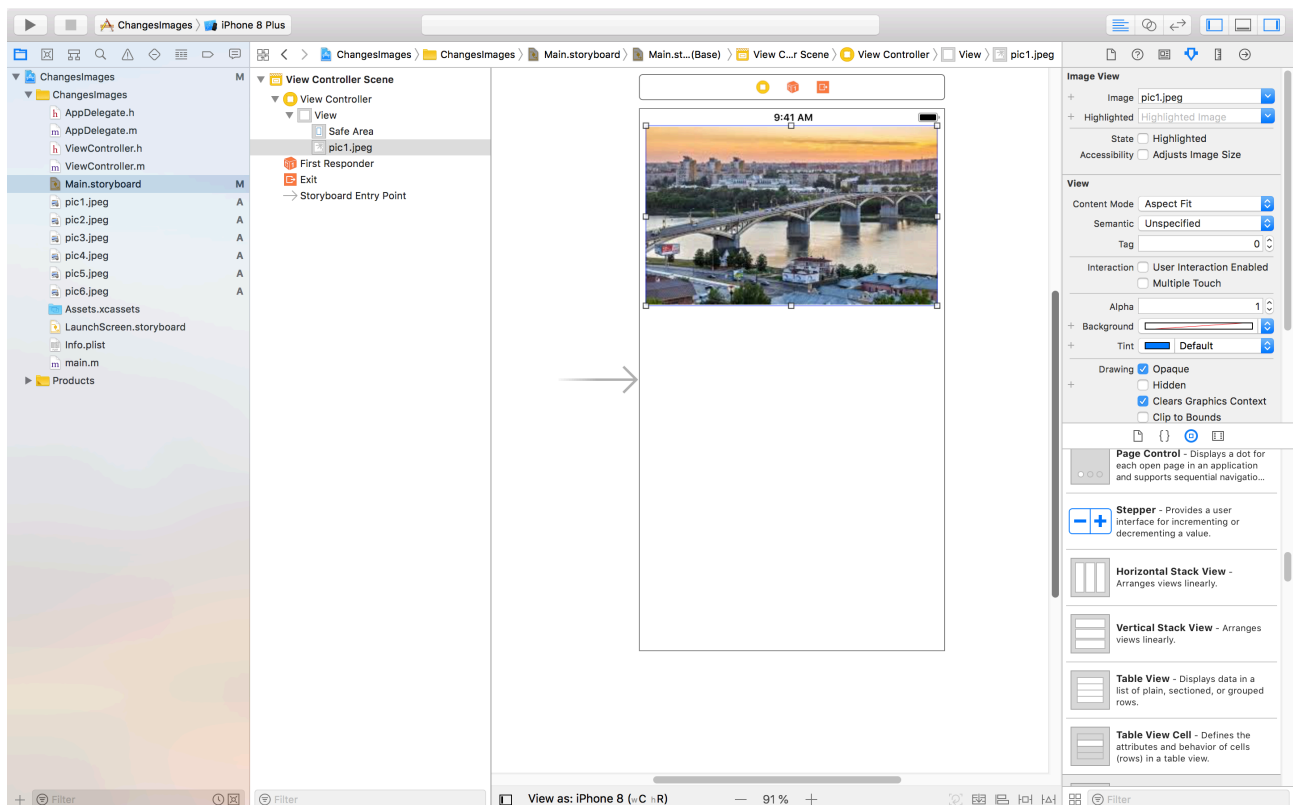 ChangesImages 〉 iPhone 8 Plus
ChangesImages 〉 ChangesImages 〉 Main.storyboard 〉 Main.st...(Base) 〉 View C...r Scene 〉 View Controller 〉 View 〉 pic1.jpeg
ChangesImages M
ChangesImages
h AppDelegate.h
m AppDelegate.m
h ViewController.h
m ViewController.m
Main.storyboard M
pic1.jpeg A
pic2.jpeg A
pic3.jpeg A
pic4.jpeg A
pic5.jpeg A
pic6.jpeg A
Assets.xcassets
LaunchScreen.storyboard
Info.plist
m main.m
Products
Filter
View Controller Scene
View Controller
View
Safe Area
pic1.jpeg
First Responder
Exit
Storyboard Entry Point
Filter
9:41 AM
View as: iPhone 8 (wC hR)
91%
Image View
Image pic1.jpeg
Highlighted Highlighted Image
State Highlighted
Accessibility Adjusts Image Size
View
Content Mode Aspect Fit
Semantic Unspecified
Tag 0
Interaction User Interaction Enabled
Multiple Touch
Alpha 1
Background
Tint Default
Drawing Opaque
Hidden
Clears Graphics Context
Clip to Bounds
{}
Page Control - Displays a dot for
each open page in an application
and supports sequential navigatio...
Stepper - Provides a user
interface for incrementing or
decrementing a value.
Horizontal Stack View -
Arranges views linearly.
Vertical Stack View - Arranges
views linearly.
Table View - Displays data in a
list of plain, sectioned, or grouped
rows.
Table View Cell - Defines the
attributes and behavior of cells
(rows) in a table view.
Filter